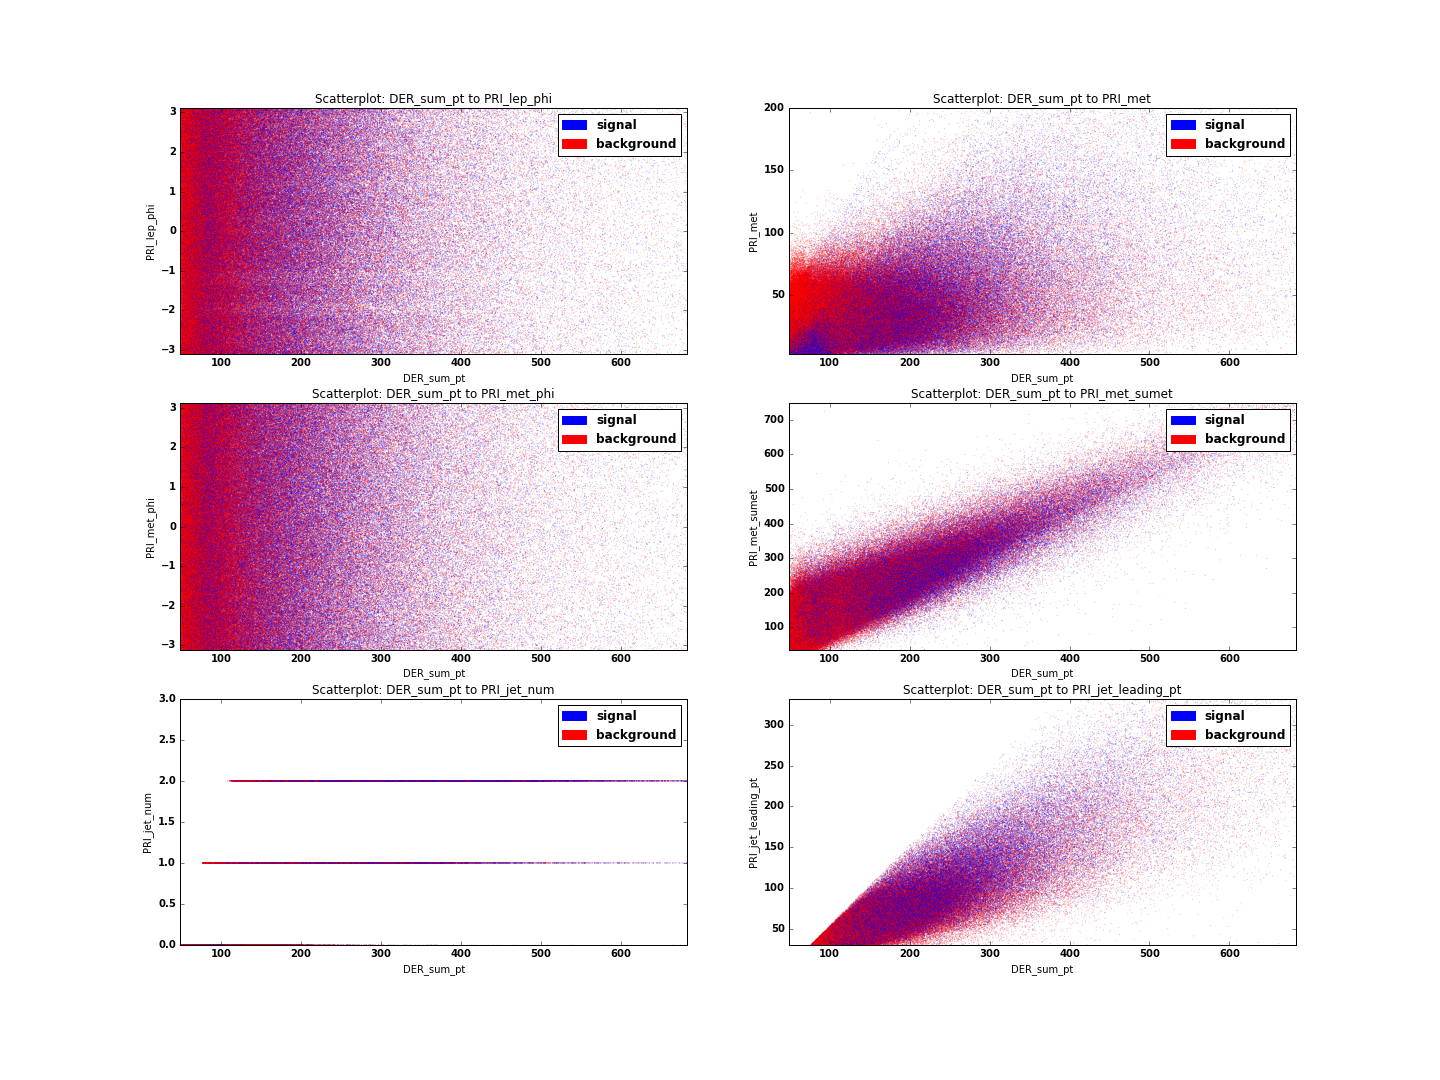 Scatterplot: DER_sum_pt to PRI_lep_phi
signal
background
PRI_lep_phi
3
2
1
0
−1
−2
−3
100 200 300 400 500 600
DER_sum_pt
Scatterplot: DER_sum_pt to PRI_met
signal
background
PRI_met
200
150
100
50
100 200 300 400 500 600
DER_sum_pt
Scatterplot: DER_sum_pt to PRI_met_phi
signal
background
PRI_met_phi
3
2
1
0
−1
−2
−3
100 200 300 400 500 600
DER_sum_pt
Scatterplot: DER_sum_pt to PRI_met_sumet
signal
background
PRI_met_sumet
700
600
500
400
300
200
100
100 200 300 400 500 600
DER_sum_pt
Scatterplot: DER_sum_pt to PRI_jet_num
signal
background
PRI_jet_num
3.0
2.5
2.0
1.5
1.0
0.5
0.0
100 200 300 400 500 600
DER_sum_pt
Scatterplot: DER_sum_pt to PRI_jet_leading_pt
signal
background
PRI_jet_leading_pt
300
250
200
150
100
50
100 200 300 400 500 600
DER_sum_pt